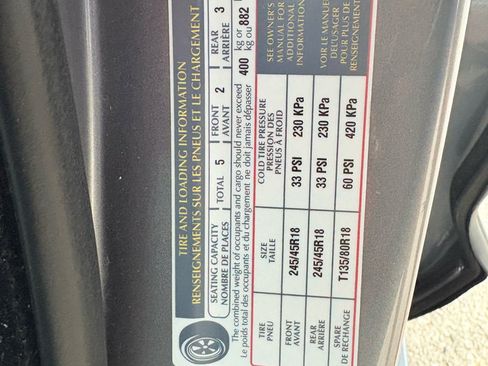 TIRE AND LOADING INFORMATION
RENSEIGNEMENTS SUR LES PNEUS ET LE CHARGEMENT
SEATING CAPACITY
NOMBRE DE PLACES
TOTAL 5
FRONT
AVANT
2
REAR
ARRIÈRE
3
The combined weight of occupants and cargo should never exceed
Le poids total des occupants et du chargement ne doit jamais dépasser
400 kg or
kg ou
882
TIRE
PNEU
SIZE
TAILLE
COLD TIRE PRESSURE
PRESSION DES
PNEUS À FROID
SEE OWNER'S
MANUAL FOR
ADDITIONAL
INFORMATION
FRONT
AVANT
245/45R18
33 PSI 230 KPa
REAR
ARRIÈRE
245/45R18
33 PSI 230 KPa
SPARE
DE RECHANGE
T135/80R18
60 PSI 420 KPa
VOIR LE MANUEL
DE L'USAGER
POUR PLUS DE
RENSEIGNEMENTS